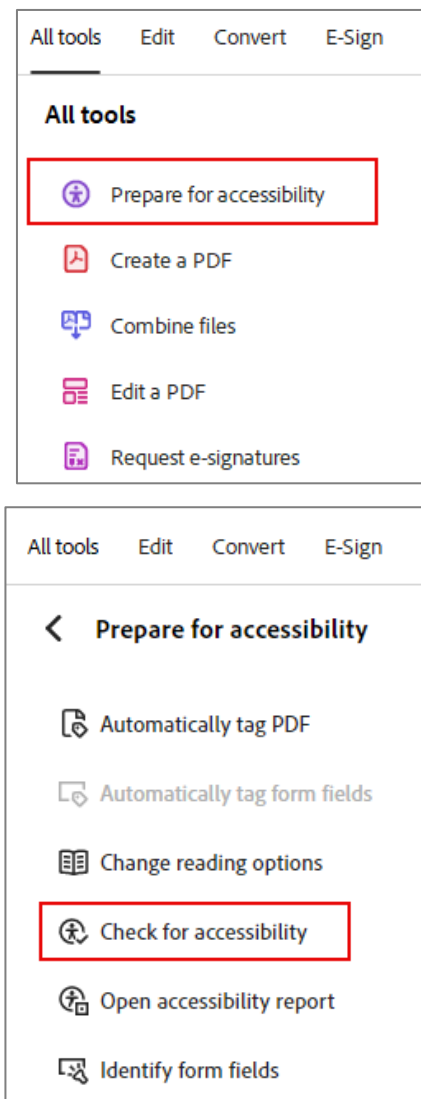 All tools Edit Convert E-Sign
All tools
Prepare for accessibility
Create a PDF
Combine files
Edit a PDF
Request e-signatures
All tools Edit Convert E-Sign
Prepare for accessibility
Automatically tag PDF
Automatically tag form fields
Change reading options
Check for accessibility
Open accessibility report
Identify form fields